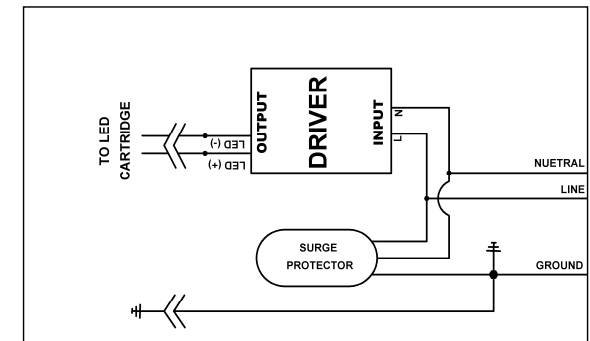 TO LED
CARTRIDGE
LED (-)
LED (+)
OUTPUT
DRIVER
INPUT
N
L
NUETRAL
LINE
SURGE
PROTECTOR
GROUND